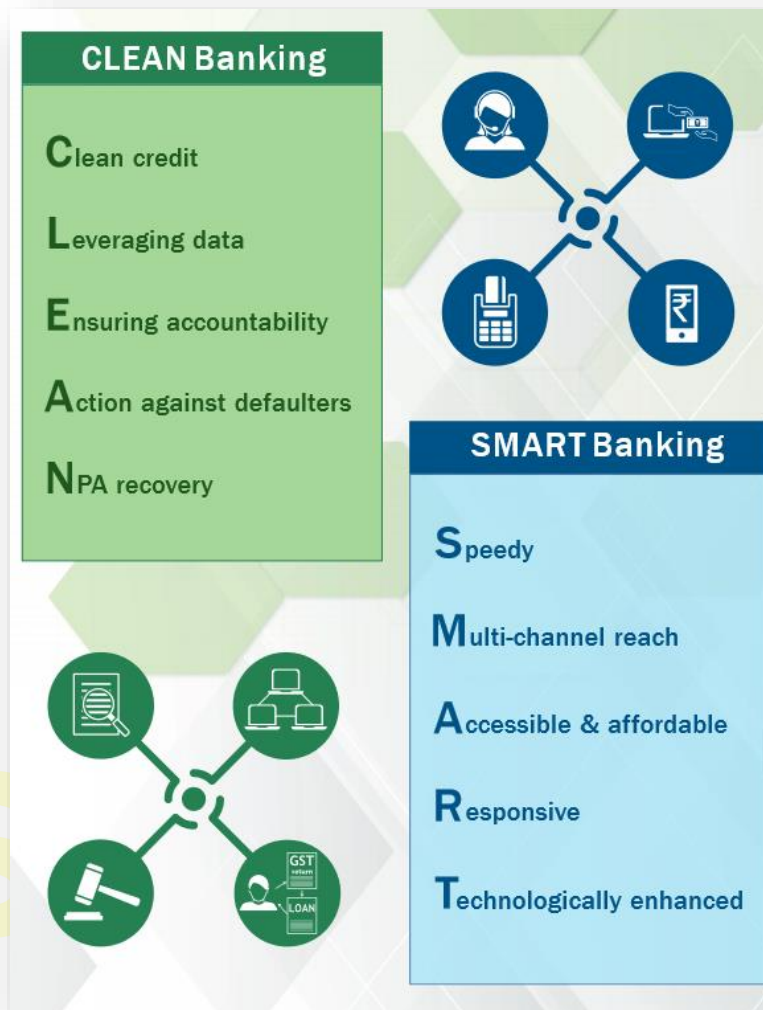 CLEAN Banking
Clean credit
Leveraging data
Ensuring accountability
Action against defaulters
NPA recovery
₹
SMART Banking
Speedy
Multi-channel reach
Accessible & affordable
Responsive
Technologically enhanced
GST
return
LOAN